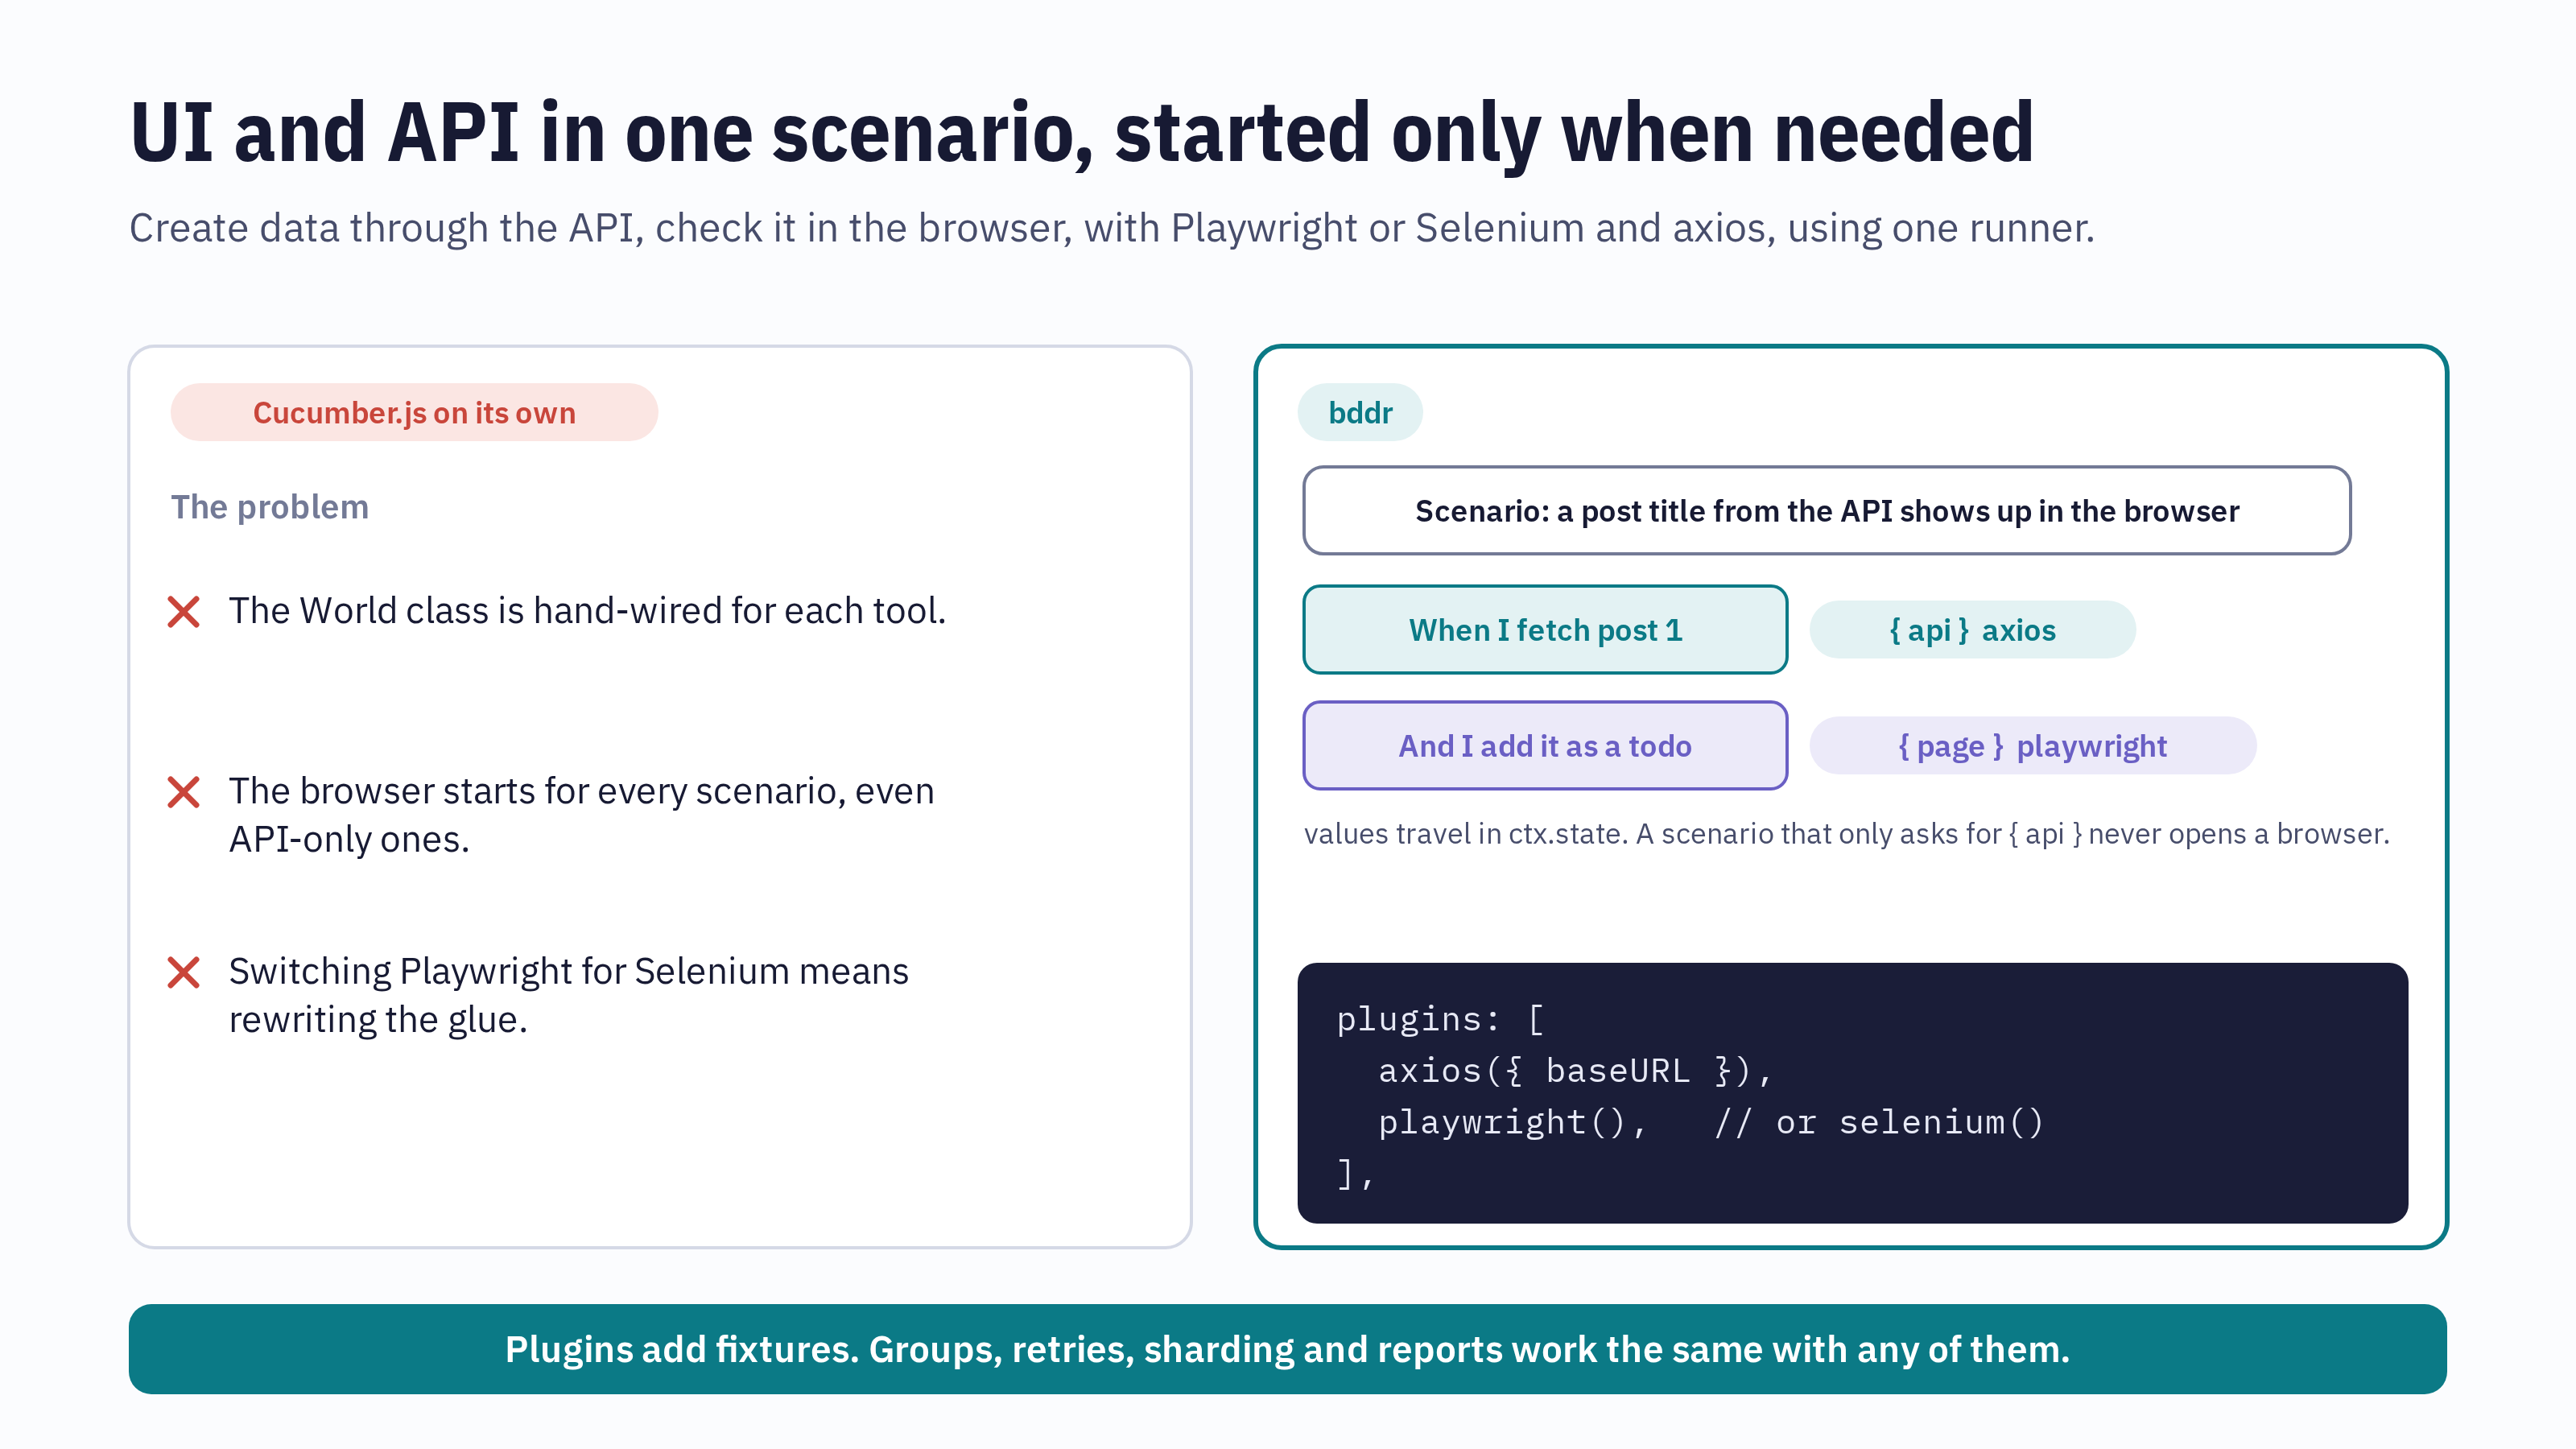 UI and API in one scenario, started only when needed
Create data through the API, check it in the browser, with Playwright or Selenium and axios, using one runner.
Cucumber.js on its own
The problem
The World class is hand-wired for each tool.
The browser starts for every scenario, even
API-only ones.
Switching Playwright for Selenium means
rewriting the glue.
bddr
Scenario: a post title from the API shows up in the browser
When I fetch post 1
{ api } axios
And I add it as a todo
{ page } playwright
values travel in ctx.state. A scenario that only asks for { api } never opens a browser.
plugins: [
  axios({ baseURL }),
  playwright(),   // or selenium()
],
Plugins add fixtures. Groups, retries, sharding and reports work the same with any of them.